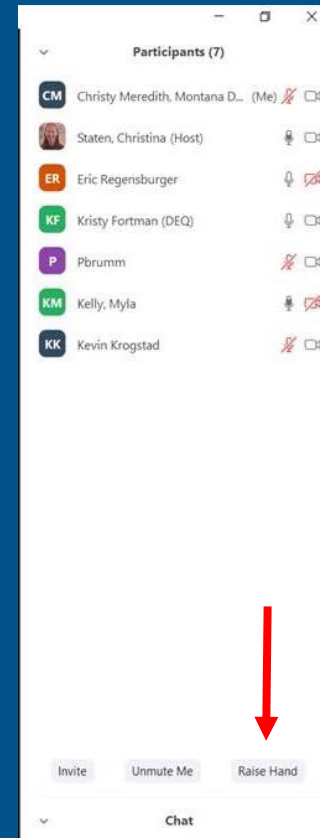 Participants (7)
CM Christy Meredith, Montana D... (Me)
Staten, Christina (Host)
ER Eric Regensburger
KF Kristy Fortman (DEQ)
P Pbrumm
KM Kelly, Myla
KK Kevin Krogstad
Invite Unmute Me Raise Hand
Chat